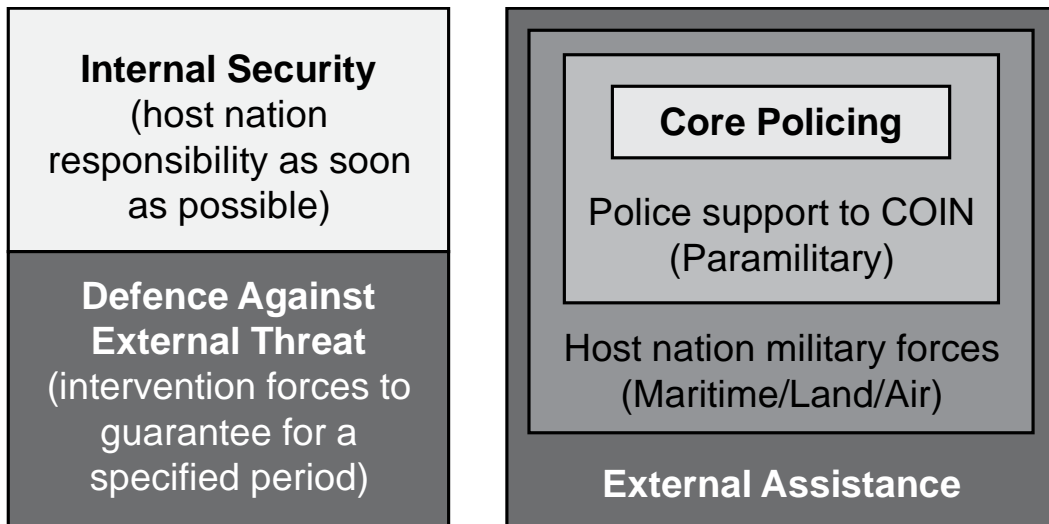 Internal Security
(host nation
responsibility as soon
as possible)
Defence Against
External Threat
(intervention forces to
guarantee for a
specified period)
Core Policing
Police support to COIN
(Paramilitary)
Host nation military forces
(Maritime/Land/Air)
External Assistance